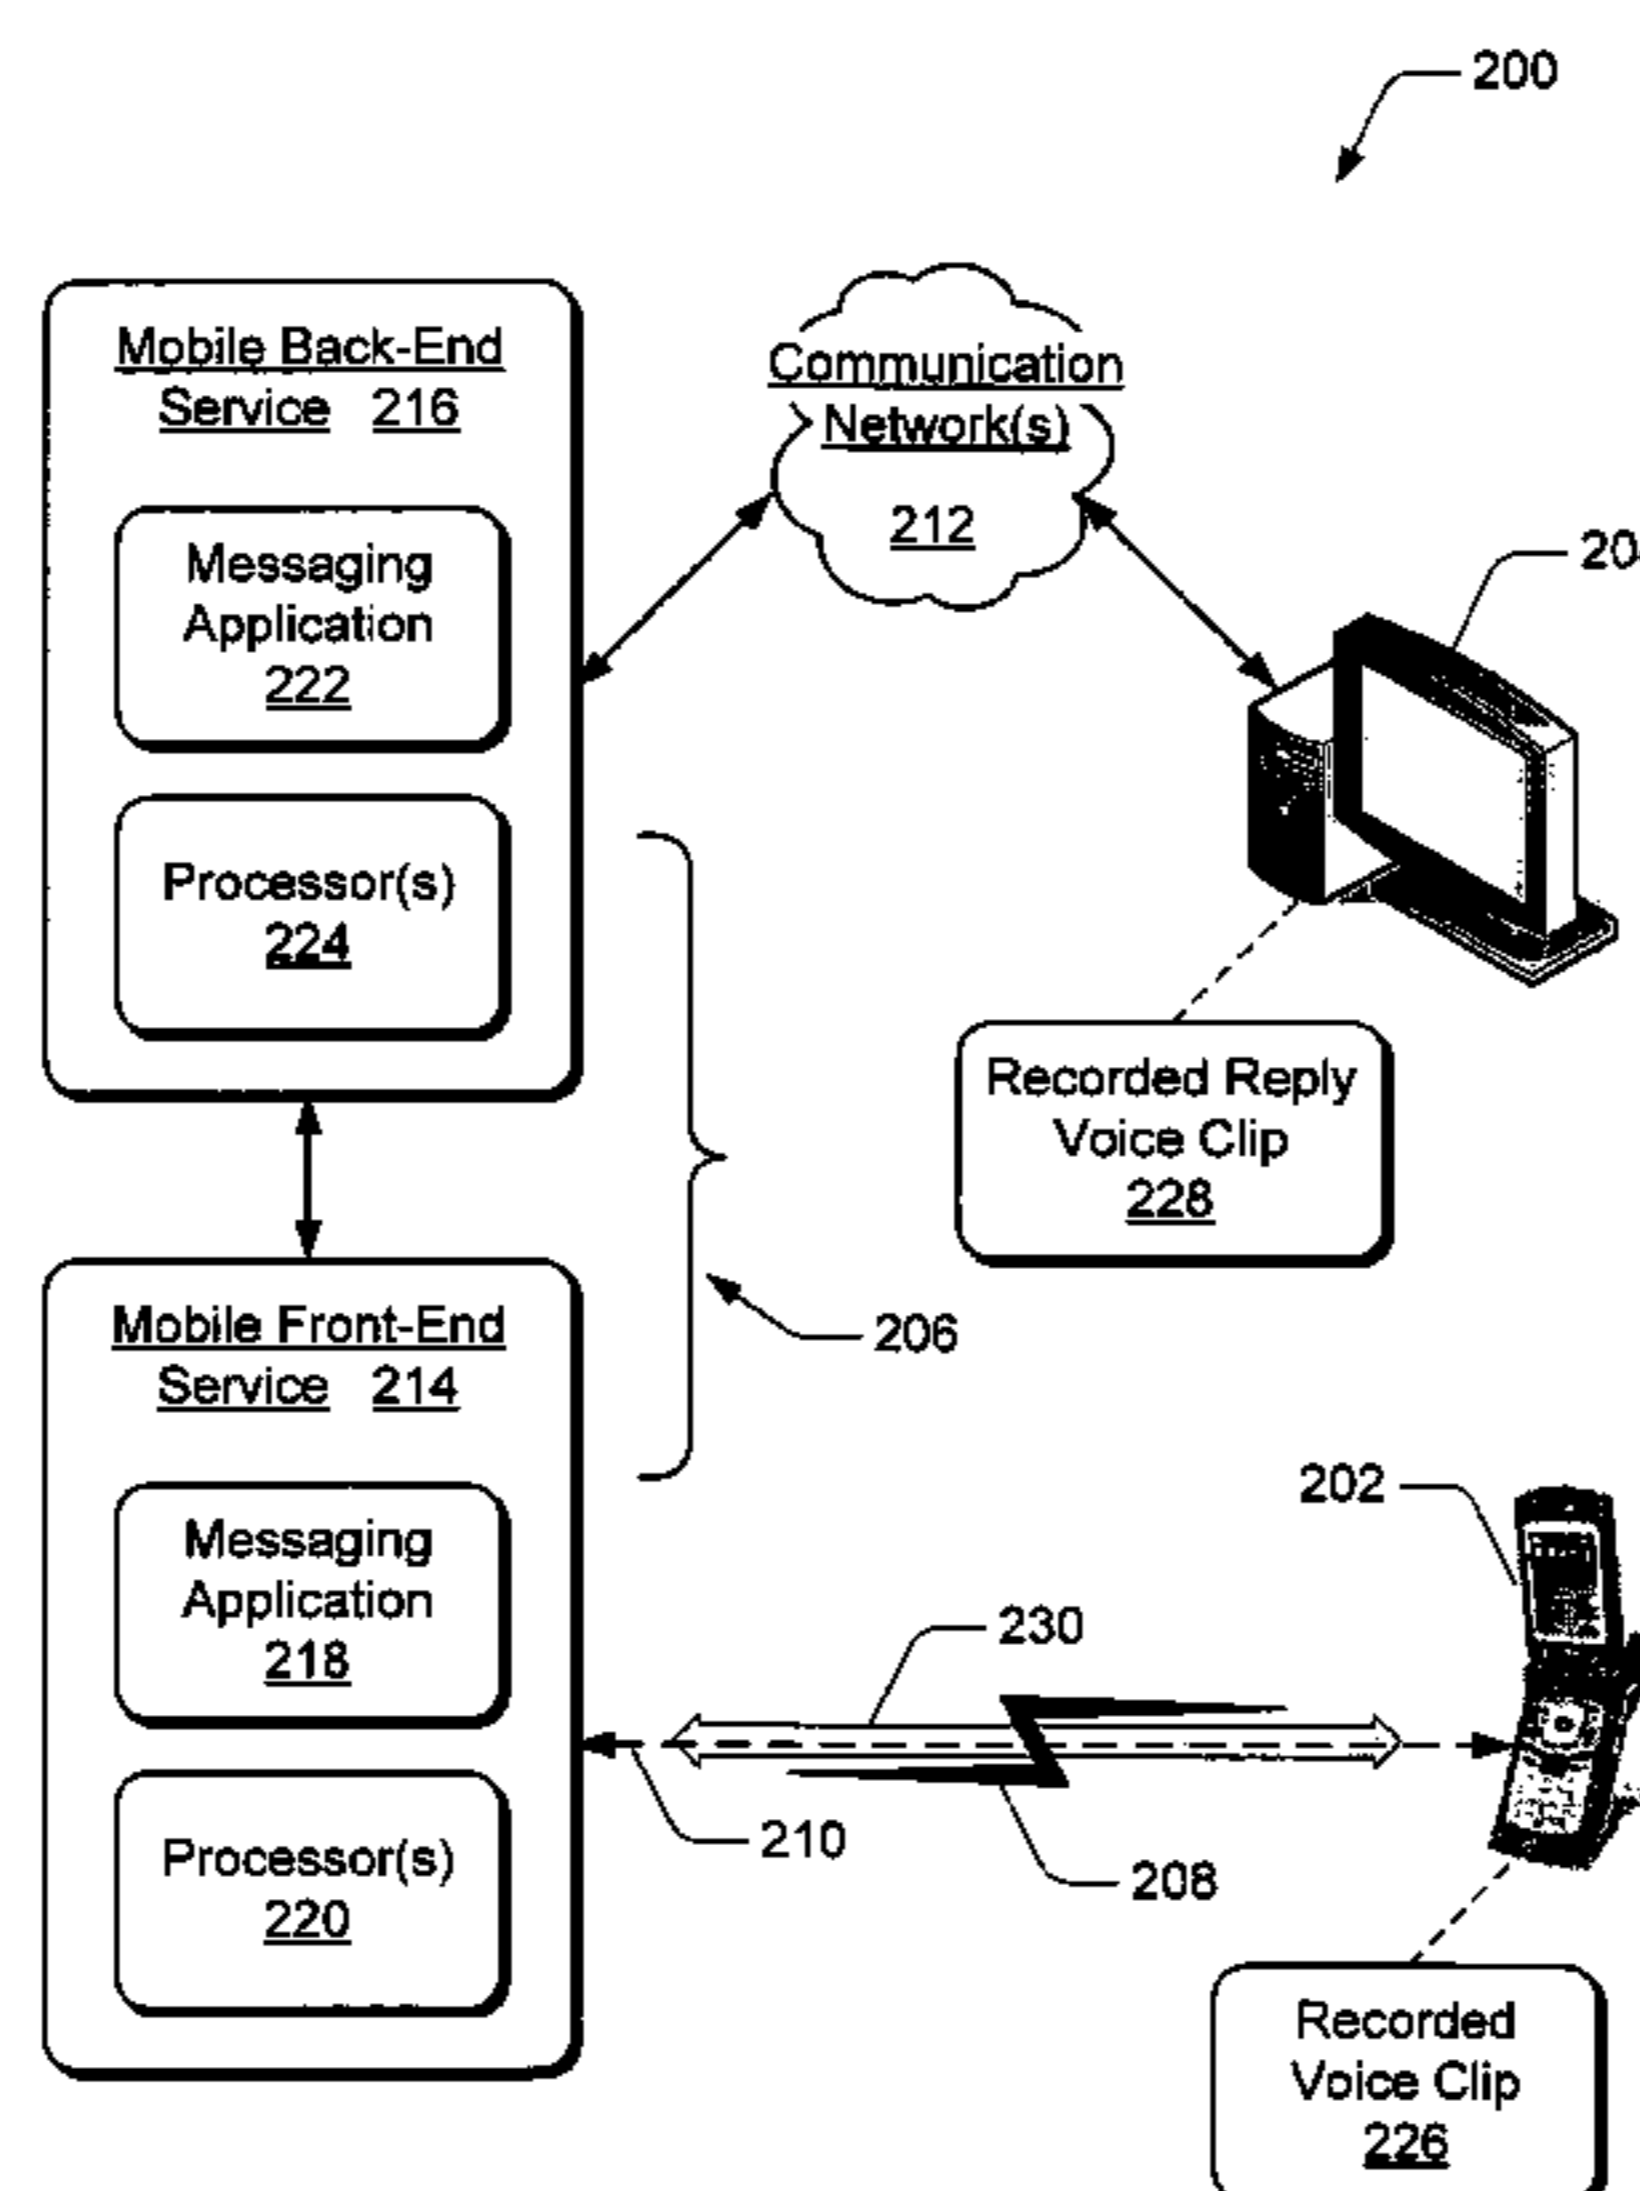 200
Mobile Back-End
Service 216
Messaging
Application
222
Processor(s)
224
Communication
Network(s)
212
Recorded Reply
Voice Clip
228
206
Mobile Front-End
Service 214
Messaging
Application
218
Processor(s)
220
202
230
210
208
Recorded
Voice Clip
226